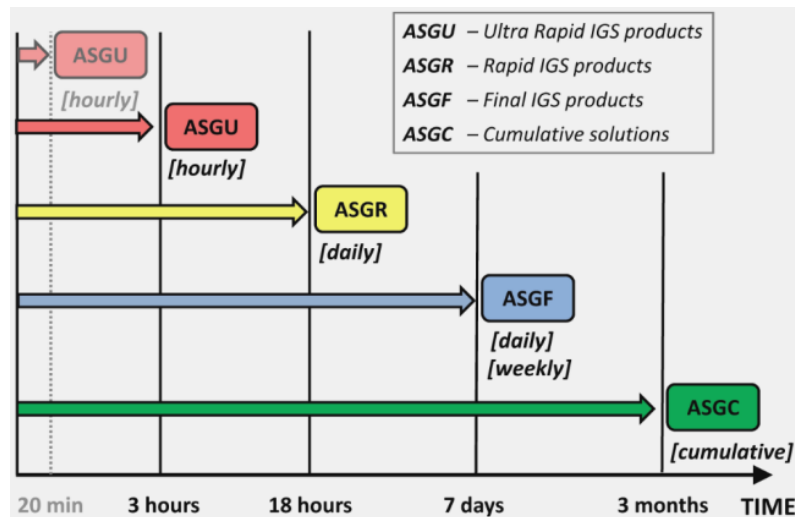 ASGU
[hourly]
ASGU
[hourly]
ASGR
[daily]
ASGF
[daily]
[weekly]
ASGC
[cumulative]
ASGU – Ultra Rapid IGS products
ASGR – Rapid IGS products
ASGF – Final IGS products
ASGC – Cumulative solutions
20 min 3 hours 18 hours 7 days 3 months TIME